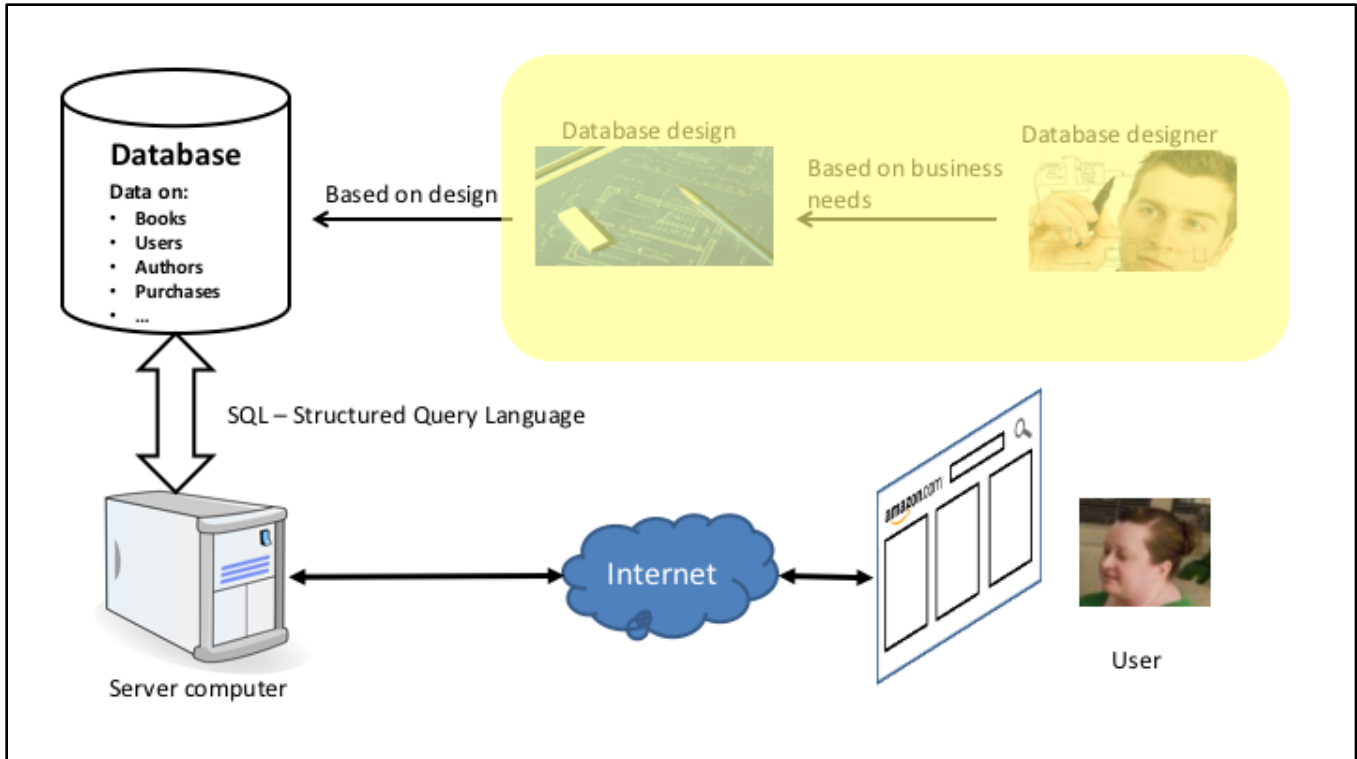 Database design
Database designer
Database
Data on:
• Books
• Users
• Authors
• Purchases
• ...
Based on design
Based on business
needs
SQL – Structured Query Language
amazon.com
Internet
Server computer
User